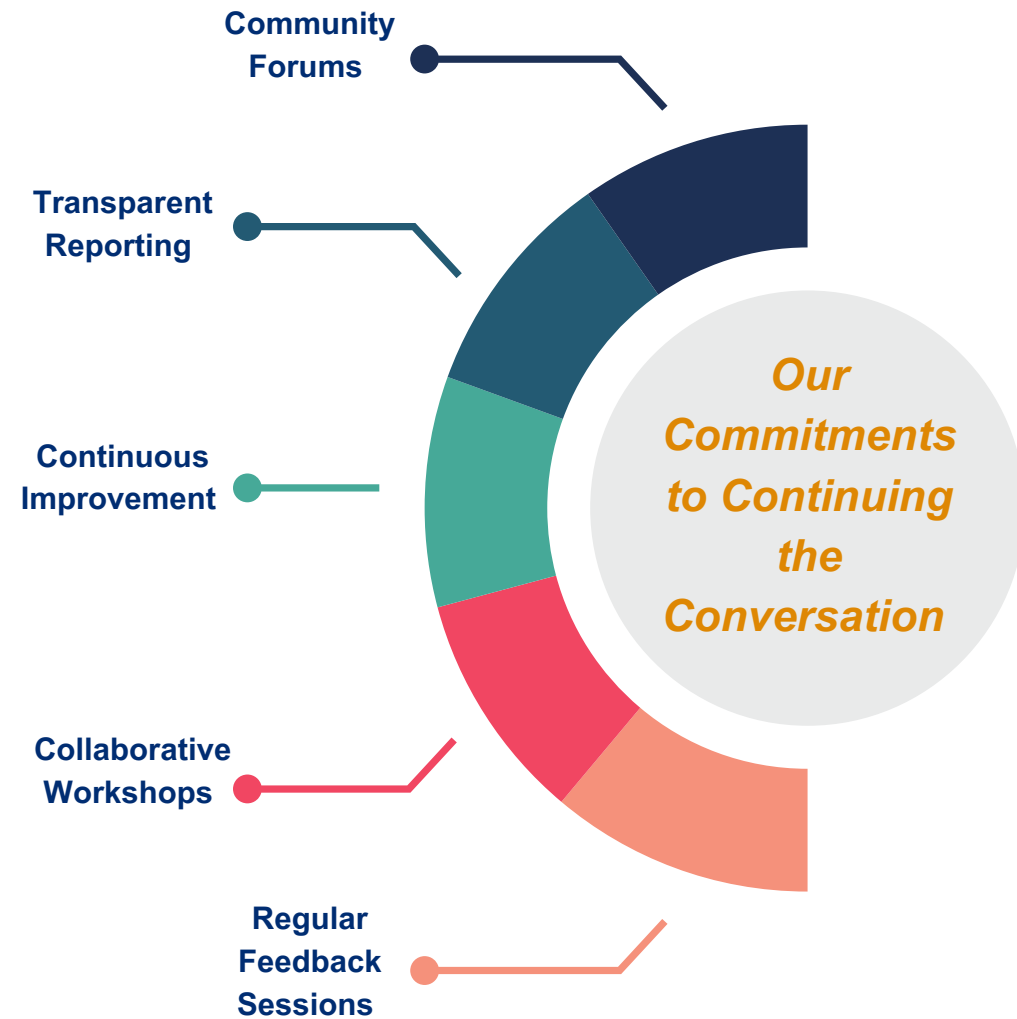 Community
Forums
Transparent
Reporting
Continuous
Improvement
Collaborative
Workshops
Regular
Feedback
Sessions
Our
Commitments
to Continuing
the
Conversation